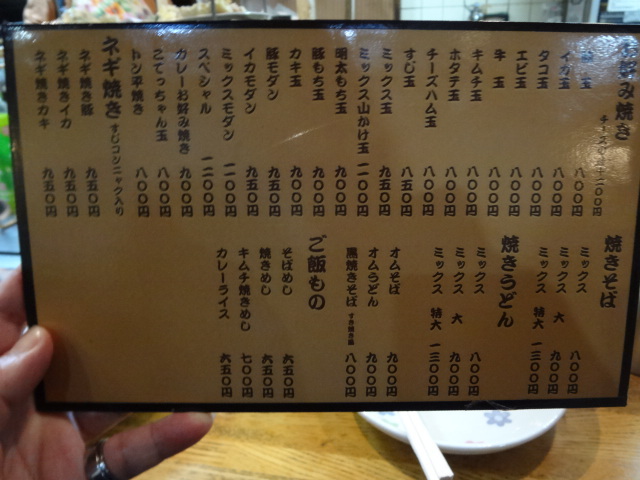 お好み焼き
豚玉 八〇〇円
イカ玉 八〇〇円
タコ玉 八〇〇円
エビ玉 八〇〇円
牛玉 八〇〇円
キムチ玉 八〇〇円
ホタテ玉 八〇〇円
チーズハム玉 八〇〇円
すじ玉 八五〇円
ミックス玉 九五〇円
ミックス山かけ玉 一一〇〇円
明太もち玉 九〇〇円
豚もち玉 九〇〇円
カキ玉 九〇〇円
豚モダン 九五〇円
イカモダン 九五〇円
ミックスモダン 一一〇〇円
スペシャル 一二〇〇円
カレーお好み焼き 九〇〇円
こてっちゃん玉 八〇〇円
トン平焼き 八〇〇円
ネギ焼き すじコンニャク入り
ネギ焼き豚 九五〇円
ネギ焼きイカ 九五〇円
ネギ焼きカキ 九五〇円
焼きそば
ミックス 八〇〇円
ミックス 大 九〇〇円
ミックス 特大 一三〇〇円
焼きうどん
ミックス 八〇〇円
ミックス 大 九〇〇円
ミックス 特大 一三〇〇円
オムそば 九〇〇円
オムうどん 九〇〇円
黒焼きそば 八〇〇円
ご飯もの
そばめし 六五〇円
焼きめし 六五〇円
キムチ焼きめし 七〇〇円
カレーライス 六五〇円